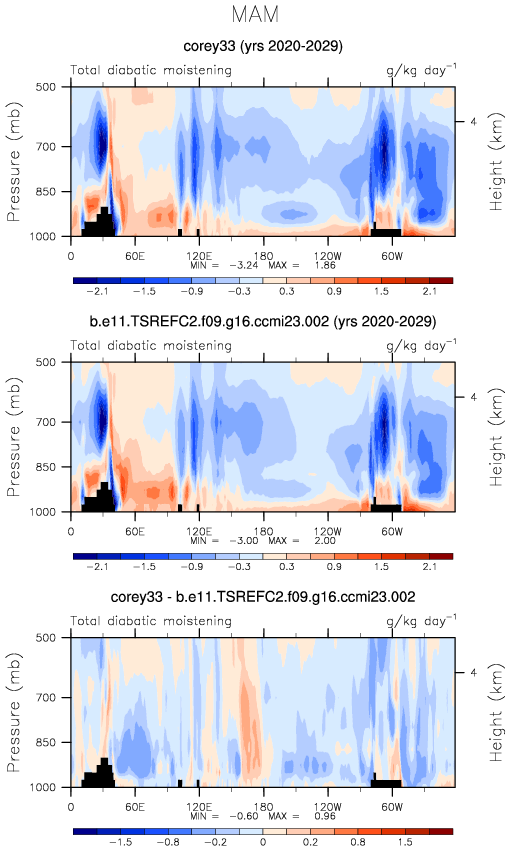 MAM
corey33 (yrs 2020-2029)
Total diabatic moistening g/kg day⁻¹
Pressure (mb)
500
700
850
1000
4
Height (km)
0 60E 120E 180 120W 60W
MIN = -3.24 MAX = 1.86
-2.1 -1.5 -0.9 -0.3 0.3 0.9 1.5 2.1
b.e11.TSREFC2.f09.g16.ccmi23.002 (yrs 2020-2029)
Total diabatic moistening g/kg day⁻¹
Pressure (mb)
500
700
850
1000
4
Height (km)
0 60E 120E 180 120W 60W
MIN = -3.00 MAX = 2.00
-2.1 -1.5 -0.9 -0.3 0.3 0.9 1.5 2.1
corey33 - b.e11.TSREFC2.f09.g16.ccmi23.002
Total diabatic moistening g/kg day⁻¹
Pressure (mb)
500
700
850
1000
4
Height (km)
0 60E 120E 180 120W 60W
MIN = -0.60 MAX = 0.96
-1.5 -0.8 -0.2 0 0.2 0.8 1.5